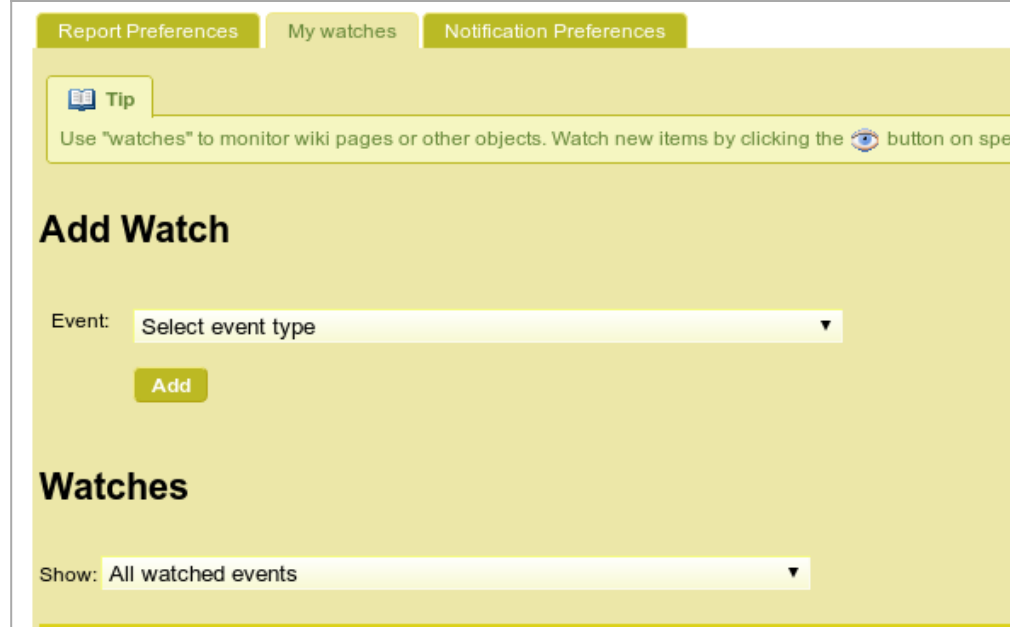 Report Preferences My watches Notification Preferences
Tip
Use "watches" to monitor wiki pages or other objects. Watch new items by clicking the button on spe
Add Watch
Event: Select event type
Add
Watches
Show: All watched events